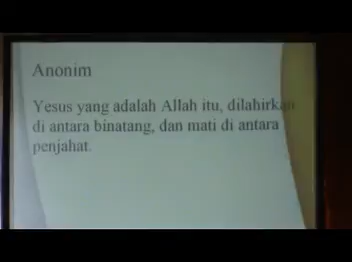 Anonim
Yesus yang adalah Allah itu, dilahirkan
di antara binatang, dan mati di antara
penjahat.